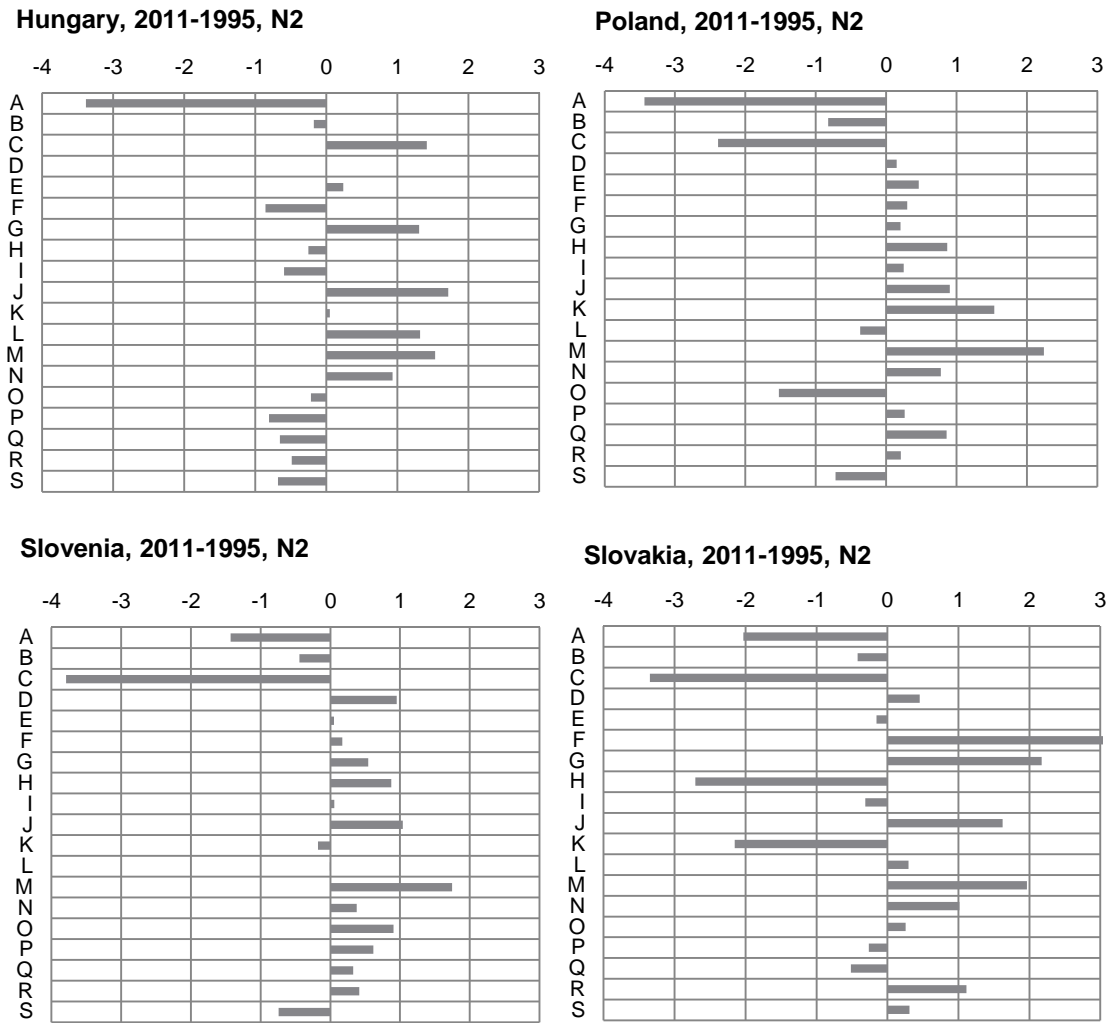 Hungary, 2011-1995, N2
-4 -3 -2 -1 0 1 2 3
A
B
C
D
E
F
G
H
I
J
K
L
M
N
O
P
Q
R
S
Poland, 2011-1995, N2
-4 -3 -2 -1 0 1 2 3
A
B
C
D
E
F
G
H
I
J
K
L
M
N
O
P
Q
R
S
Slovenia, 2011-1995, N2
-4 -3 -2 -1 0 1 2 3
A
B
C
D
E
F
G
H
I
J
K
L
M
N
O
P
Q
R
S
Slovakia, 2011-1995, N2
-4 -3 -2 -1 0 1 2 3
A
B
C
D
E
F
G
H
I
J
K
L
M
N
O
P
Q
R
S